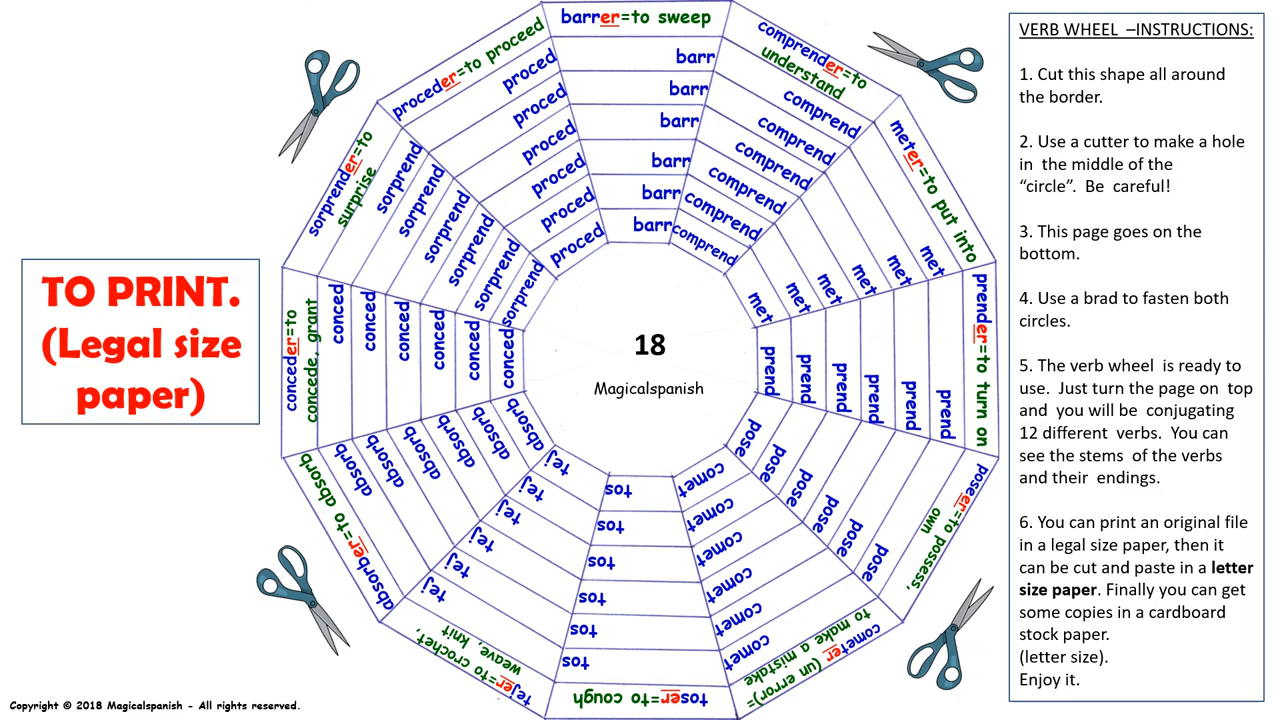 TO PRINT.
(Legal size
paper)
barrer=to sweep
barr
barr
barr
barr
barr
barr
comprender=to
understand
comprend
comprend
comprend
comprend
comprend
comprend
meter=to put into
met
met
met
met
met
met
prender=to turn on
prend
prend
prend
prend
prend
prend
poseer=to possess,
own
pose
pose
pose
pose
pose
pose
cometer (un error)=
to make a mistake
comet
comet
comet
comet
comet
comet
toser=to cough
tos
tos
tos
tos
tos
tos
tejer=to crochet,
weave, knit
tej
tej
tej
tej
tej
tej
absorber=to absorb
absorb
absorb
absorb
absorb
absorb
absorb
conceder=to
concede, grant
conced
conced
conced
conced
conced
conced
sorprender=to
surprise
sorprend
sorprend
sorprend
sorprend
sorprend
sorprend
proceder=to proceed
proced
proced
proced
proced
proced
proced
18
Magicalspanish
VERB WHEEL –INSTRUCTIONS:
1. Cut this shape all around
the border.
2. Use a cutter to make a hole
in the middle of the
“circle”. Be careful!
3. This page goes on the
bottom.
4. Use a brad to fasten both
circles.
5. The verb wheel is ready to
use. Just turn the page on top
and you will be conjugating
12 different verbs. You can
see the stems of the verbs
and their endings.
6. You can print an original file
in a legal size paper, then it
can be cut and paste in a letter
size paper. Finally you can get
some copies in a cardboard
stock paper.
(letter size).
Enjoy it.
Copyright © 2018 Magicalspanish - All rights reserved.